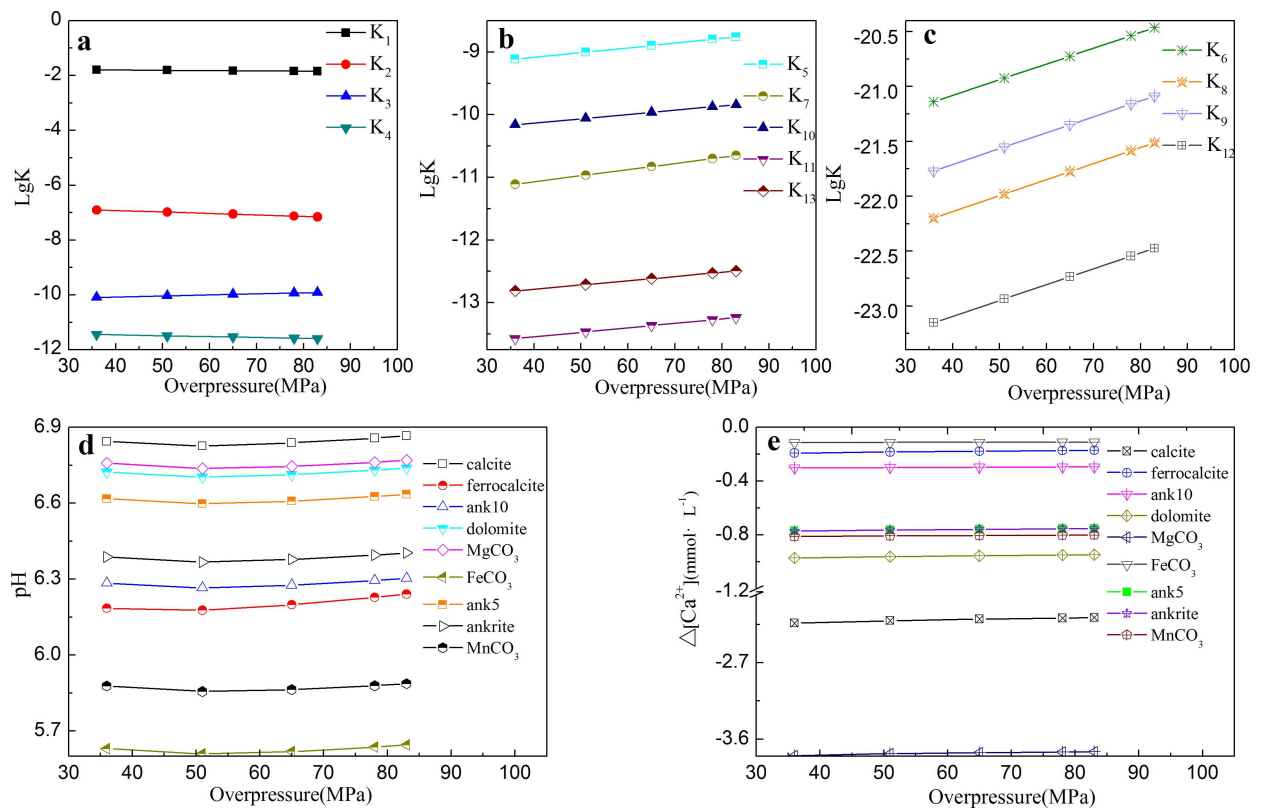 a
0
-2
-4
-6
-8
-10
-12
30 40 50 60 70 80 90 100
Overpressure(MPa)
LgK
K1
K2
K3
K4
b
-9
-10
-11
-12
-13
30 40 50 60 70 80 90 100
Overpressure(MPa)
LgK
K5
K7
K10
K11
K13
c
-20.5
-21.0
-21.5
-22.0
-22.5
-23.0
30 40 50 60 70 80 90 100
Overpressure(MPa)
LgK
K6
K8
K9
K12
d
6.9
6.6
6.3
6.0
5.7
30 40 50 60 70 80 90 100
Overpressure(MPa)
pH
calcite
ferrocalcite
ank10
dolomite
MgCO3
FeCO3
ank5
ankrite
MnCO3
e
0.0
-0.4
-0.8
-1.2
-2.7
-3.6
30 40 50 60 70 80 90 100
Overpressure(MPa)
△[Ca2+](mmol· L-1)
calcite
ferrocalcite
ank10
dolomite
MgCO3
FeCO3
ank5
ankrite
MnCO3